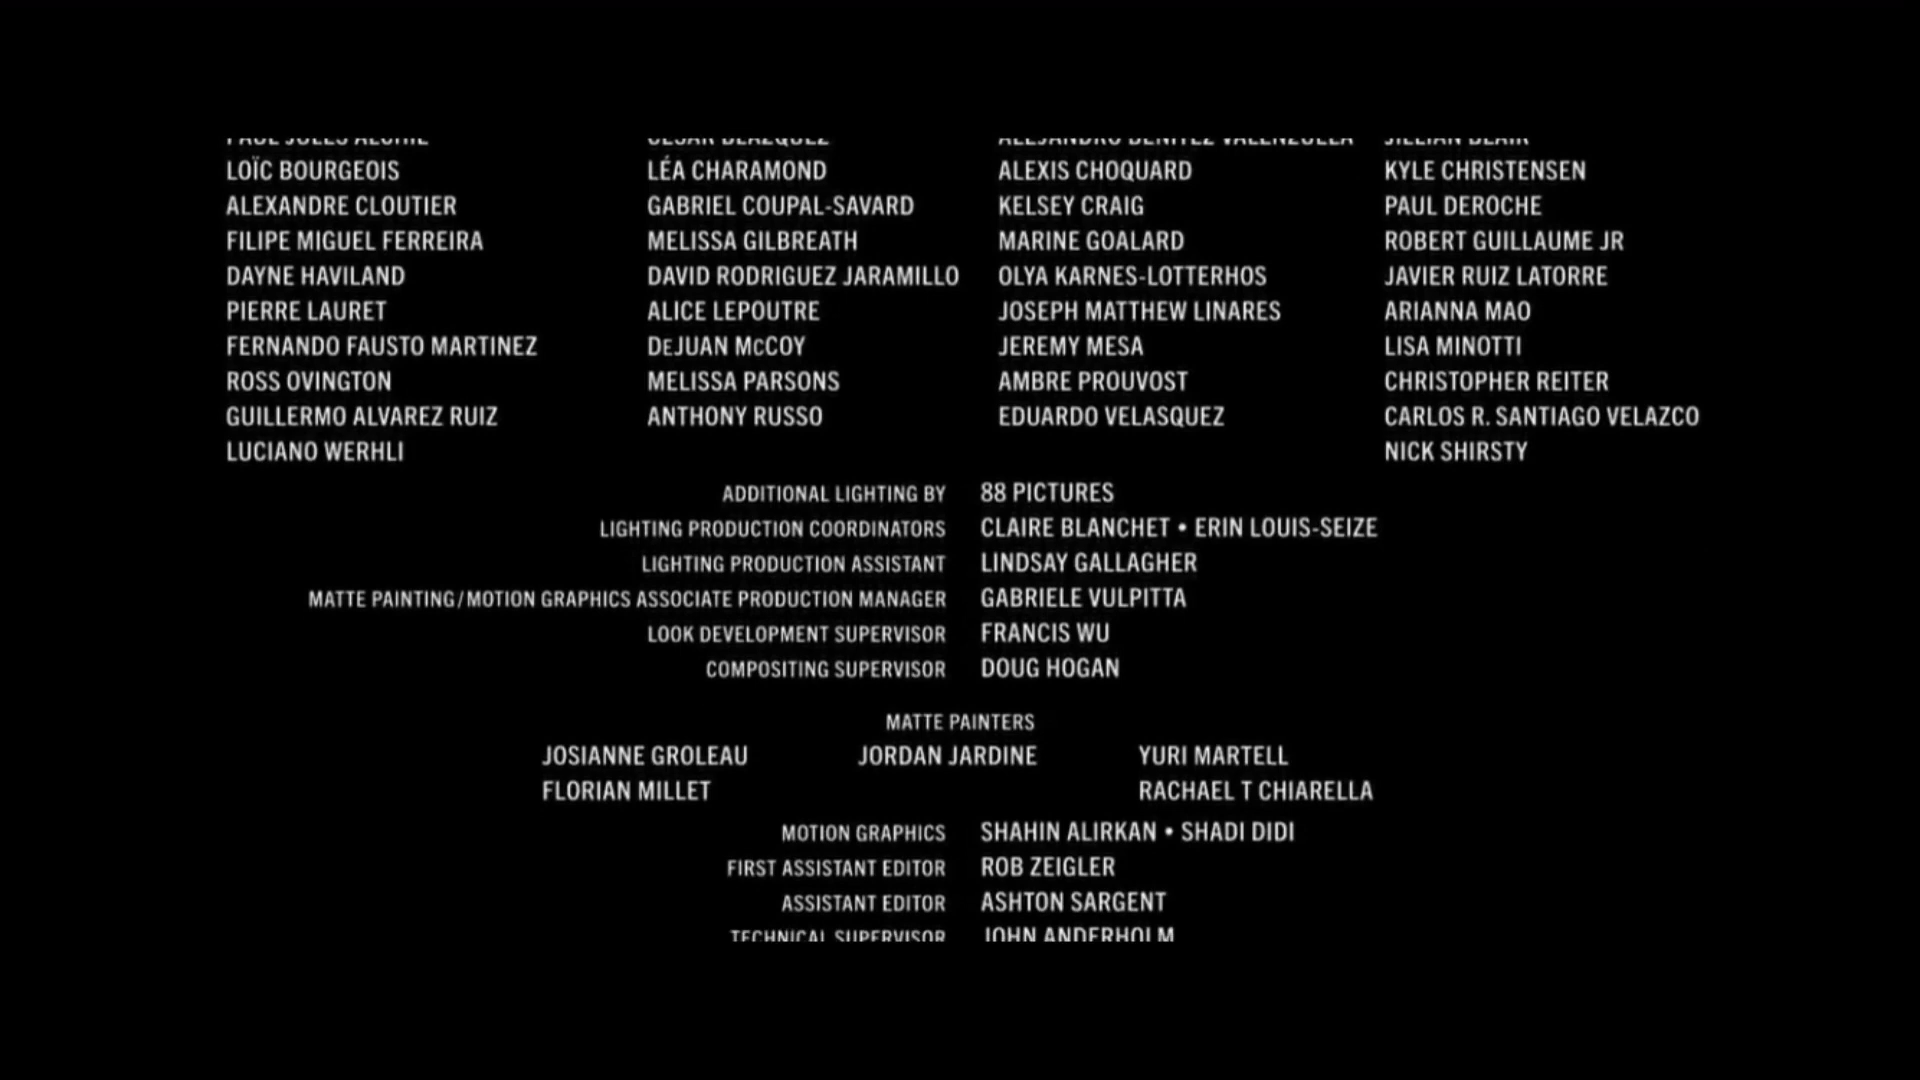 CÉSAR BLÁZQUEZ ALEJANDRO BENITEZ VALENZUELA JILLIAN BLAIR
LOÏC BOURGEOIS LÉA CHARAMOND ALEXIS CHOQUARD KYLE CHRISTENSEN
ALEXANDRE CLOUTIER GABRIEL COUPAL-SAVARD KELSEY CRAIG PAUL DEROCHE
FILIPE MIGUEL FERREIRA MELISSA GILBREATH MARINE GOALARD ROBERT GUILLAUME JR
DAYNE HAVILAND DAVID RODRIGUEZ JARAMILLO OLYA KARNES-LOTTERHOS JAVIER RUIZ LATORRE
PIERRE LAURET ALICE LEPOUTRE JOSEPH MATTHEW LINARES ARIANNA MAO
FERNANDO FAUSTO MARTINEZ DEJUAN MCCOY JEREMY MESA LISA MINOTTI
ROSS OVINGTON MELISSA PARSONS AMBRE PROUVOST CHRISTOPHER REITER
GUILLERMO ALVAREZ RUIZ ANTHONY RUSSO EDUARDO VELASQUEZ CARLOS R. SANTIAGO VELAZCO
LUCIANO WERHLI NICK SHIRSTY
ADDITIONAL LIGHTING BY 88 PICTURES
LIGHTING PRODUCTION COORDINATORS CLAIRE BLANCHET • ERIN LOUIS-SEIZE
LIGHTING PRODUCTION ASSISTANT LINDSAY GALLAGHER
MATTE PAINTING/MOTION GRAPHICS ASSOCIATE PRODUCTION MANAGER GABRIELE VULPITTA
LOOK DEVELOPMENT SUPERVISOR FRANCIS WU
COMPOSITING SUPERVISOR DOUG HOGAN
MATTE PAINTERS
JOSIANNE GROLEAU JORDAN JARDINE YURI MARTELL
FLORIAN MILLET RACHAEL T CHIARELLA
MOTION GRAPHICS SHAHIN ALIRKAN • SHADI DIDI
FIRST ASSISTANT EDITOR ROB ZEIGLER
ASSISTANT EDITOR ASHTON SARGENT
TECHNICAL SUPERVISOR JOHN ANDERHOLM